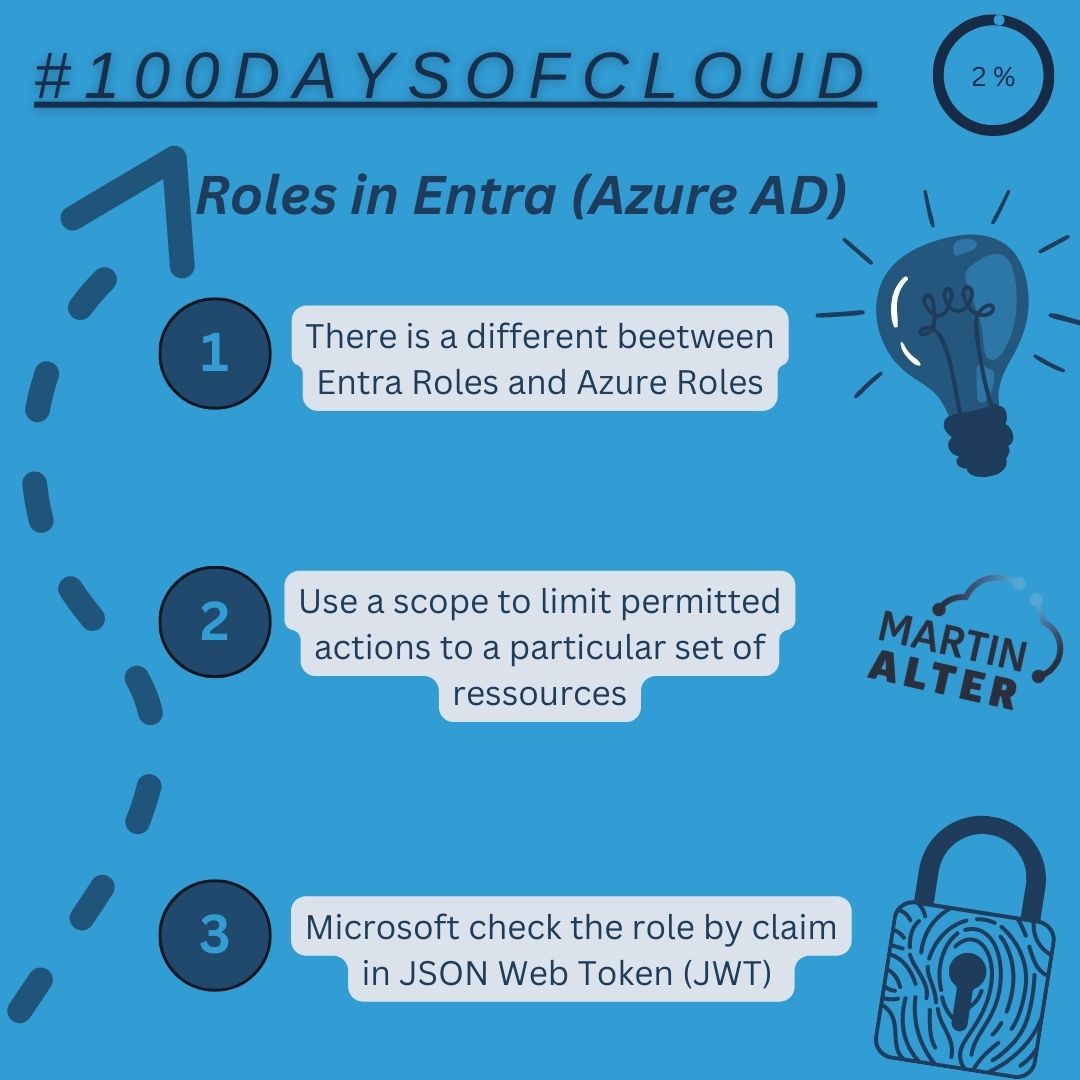 #100DAYSOFCLOUD
2 %
Roles in Entra (Azure AD)
1
There is a different beetween
Entra Roles and Azure Roles
2
Use a scope to limit permitted
actions to a particular set of
ressources
MARTIN
ALTER
3
Microsoft check the role by claim
in JSON Web Token (JWT)